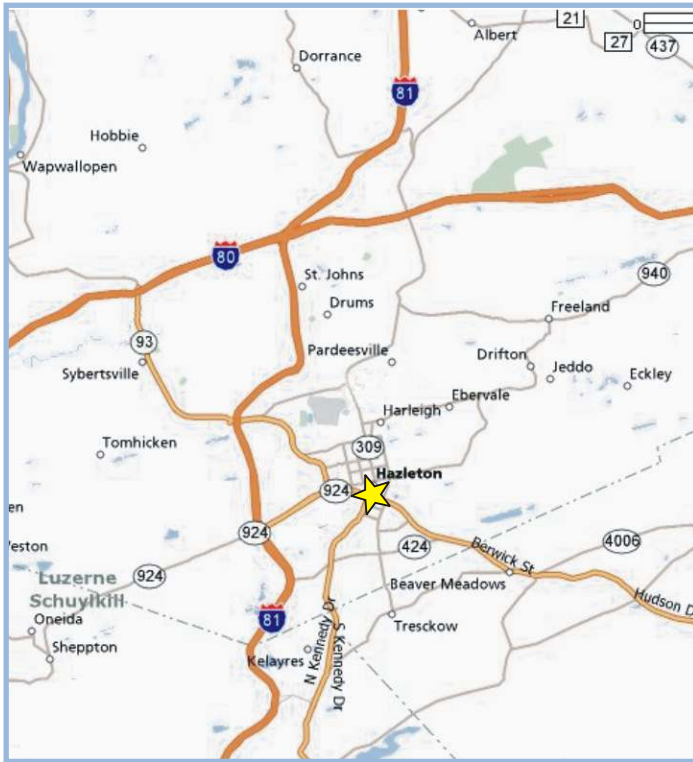 21
0
Albert
27
437
Dorrance
81
Hobbie
Wapwallopen
80
940
St. Johns
Drums
Freeland
93
Pardeesville
Drifton
Sybertsville
Jeddo
Eckley
Ebervale
Harleigh
Tomhicken
309
Hazleton
924
en
924
424
4006
Berwick St
Weston
924
Luzerne
Beaver Meadows
Schuylkill
Hudson D
81
Oneida
Tresckow
N Kennedy Dr
S Kennedy Dr
Sheppton
Kelayres